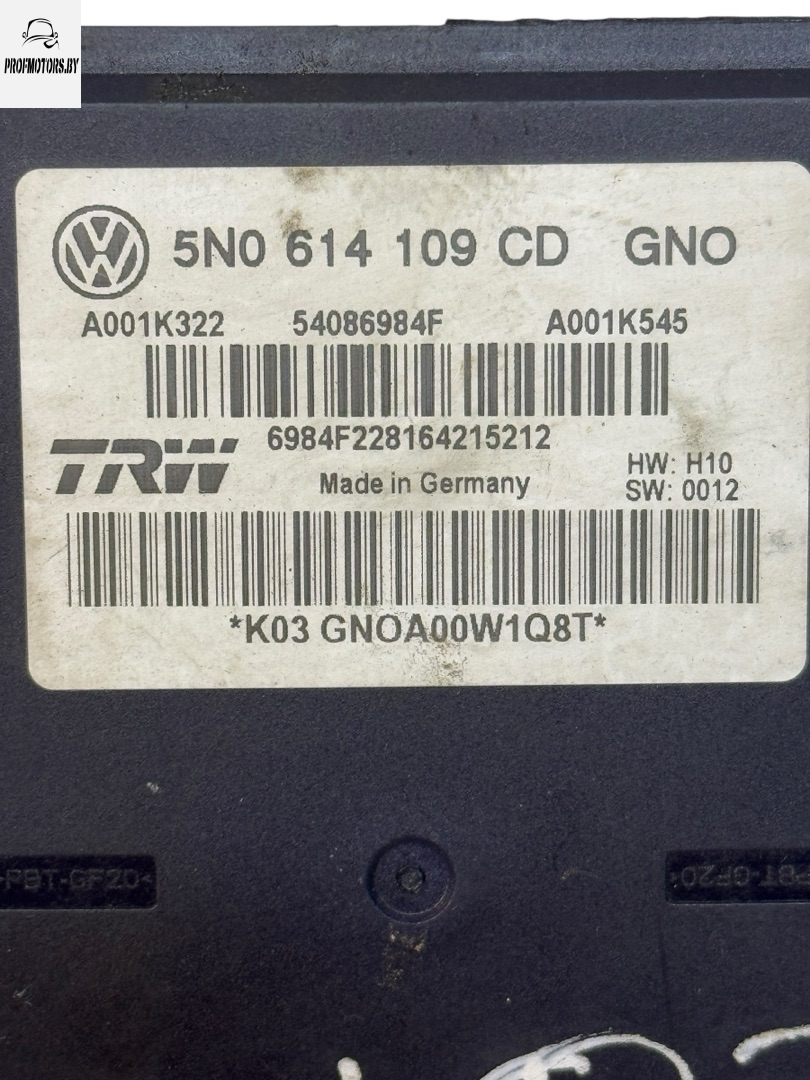 PROFMOTORS.BY
5N0 614 109 CD GNO
A001K322 54086984F A001K545
6984F228164215212
TRW
Made in Germany
HW: H10
SW: 0012
*K03 GNOA00W1Q8T*
>PBT-GF20<
PBT-GF20<